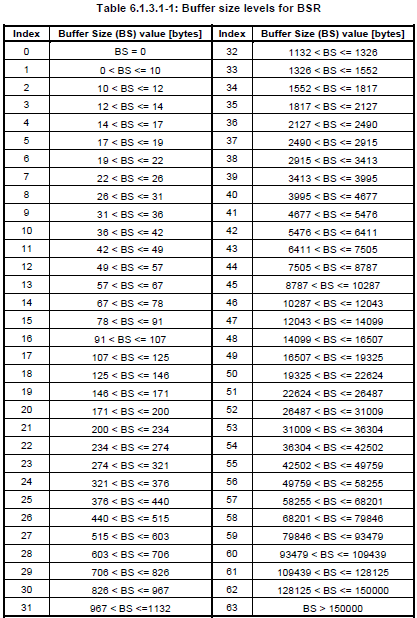 Table 6.1.3.1-1: Buffer size levels for BSR
Index Buffer Size (BS) value [bytes] Index Buffer Size (BS) value [bytes]
0 BS = 0 32 1132 < BS <= 1326
1 0 < BS <= 10 33 1326 < BS <= 1552
2 10 < BS <= 12 34 1552 < BS <= 1817
3 12 < BS <= 14 35 1817 < BS <= 2127
4 14 < BS <= 17 36 2127 < BS <= 2490
5 17 < BS <= 19 37 2490 < BS <= 2915
6 19 < BS <= 22 38 2915 < BS <= 3413
7 22 < BS <= 26 39 3413 < BS <= 3995
8 26 < BS <= 31 40 3995 < BS <= 4677
9 31 < BS <= 36 41 4677 < BS <= 5476
10 36 < BS <= 42 42 5476 < BS <= 6411
11 42 < BS <= 49 43 6411 < BS <= 7505
12 49 < BS <= 57 44 7505 < BS <= 8787
13 57 < BS <= 67 45 8787 < BS <= 10287
14 67 < BS <= 78 46 10287 < BS <= 12043
15 78 < BS <= 91 47 12043 < BS <= 14099
16 91 < BS <= 107 48 14099 < BS <= 16507
17 107 < BS <= 125 49 16507 < BS <= 19325
18 125 < BS <= 146 50 19325 < BS <= 22624
19 146 < BS <= 171 51 22624 < BS <= 26487
20 171 < BS <= 200 52 26487 < BS <= 31009
21 200 < BS <= 234 53 31009 < BS <= 36304
22 234 < BS <= 274 54 36304 < BS <= 42502
23 274 < BS <= 321 55 42502 < BS <= 49759
24 321 < BS <= 376 56 49759 < BS <= 58255
25 376 < BS <= 440 57 58255 < BS <= 68201
26 440 < BS <= 515 58 68201 < BS <= 79846
27 515 < BS <= 603 59 79846 < BS <= 93479
28 603 < BS <= 706 60 93479 < BS <= 109439
29 706 < BS <= 826 61 109439 < BS <= 128125
30 826 < BS <= 967 62 128125 < BS <= 150000
31 967 < BS <=1132 63 BS > 150000